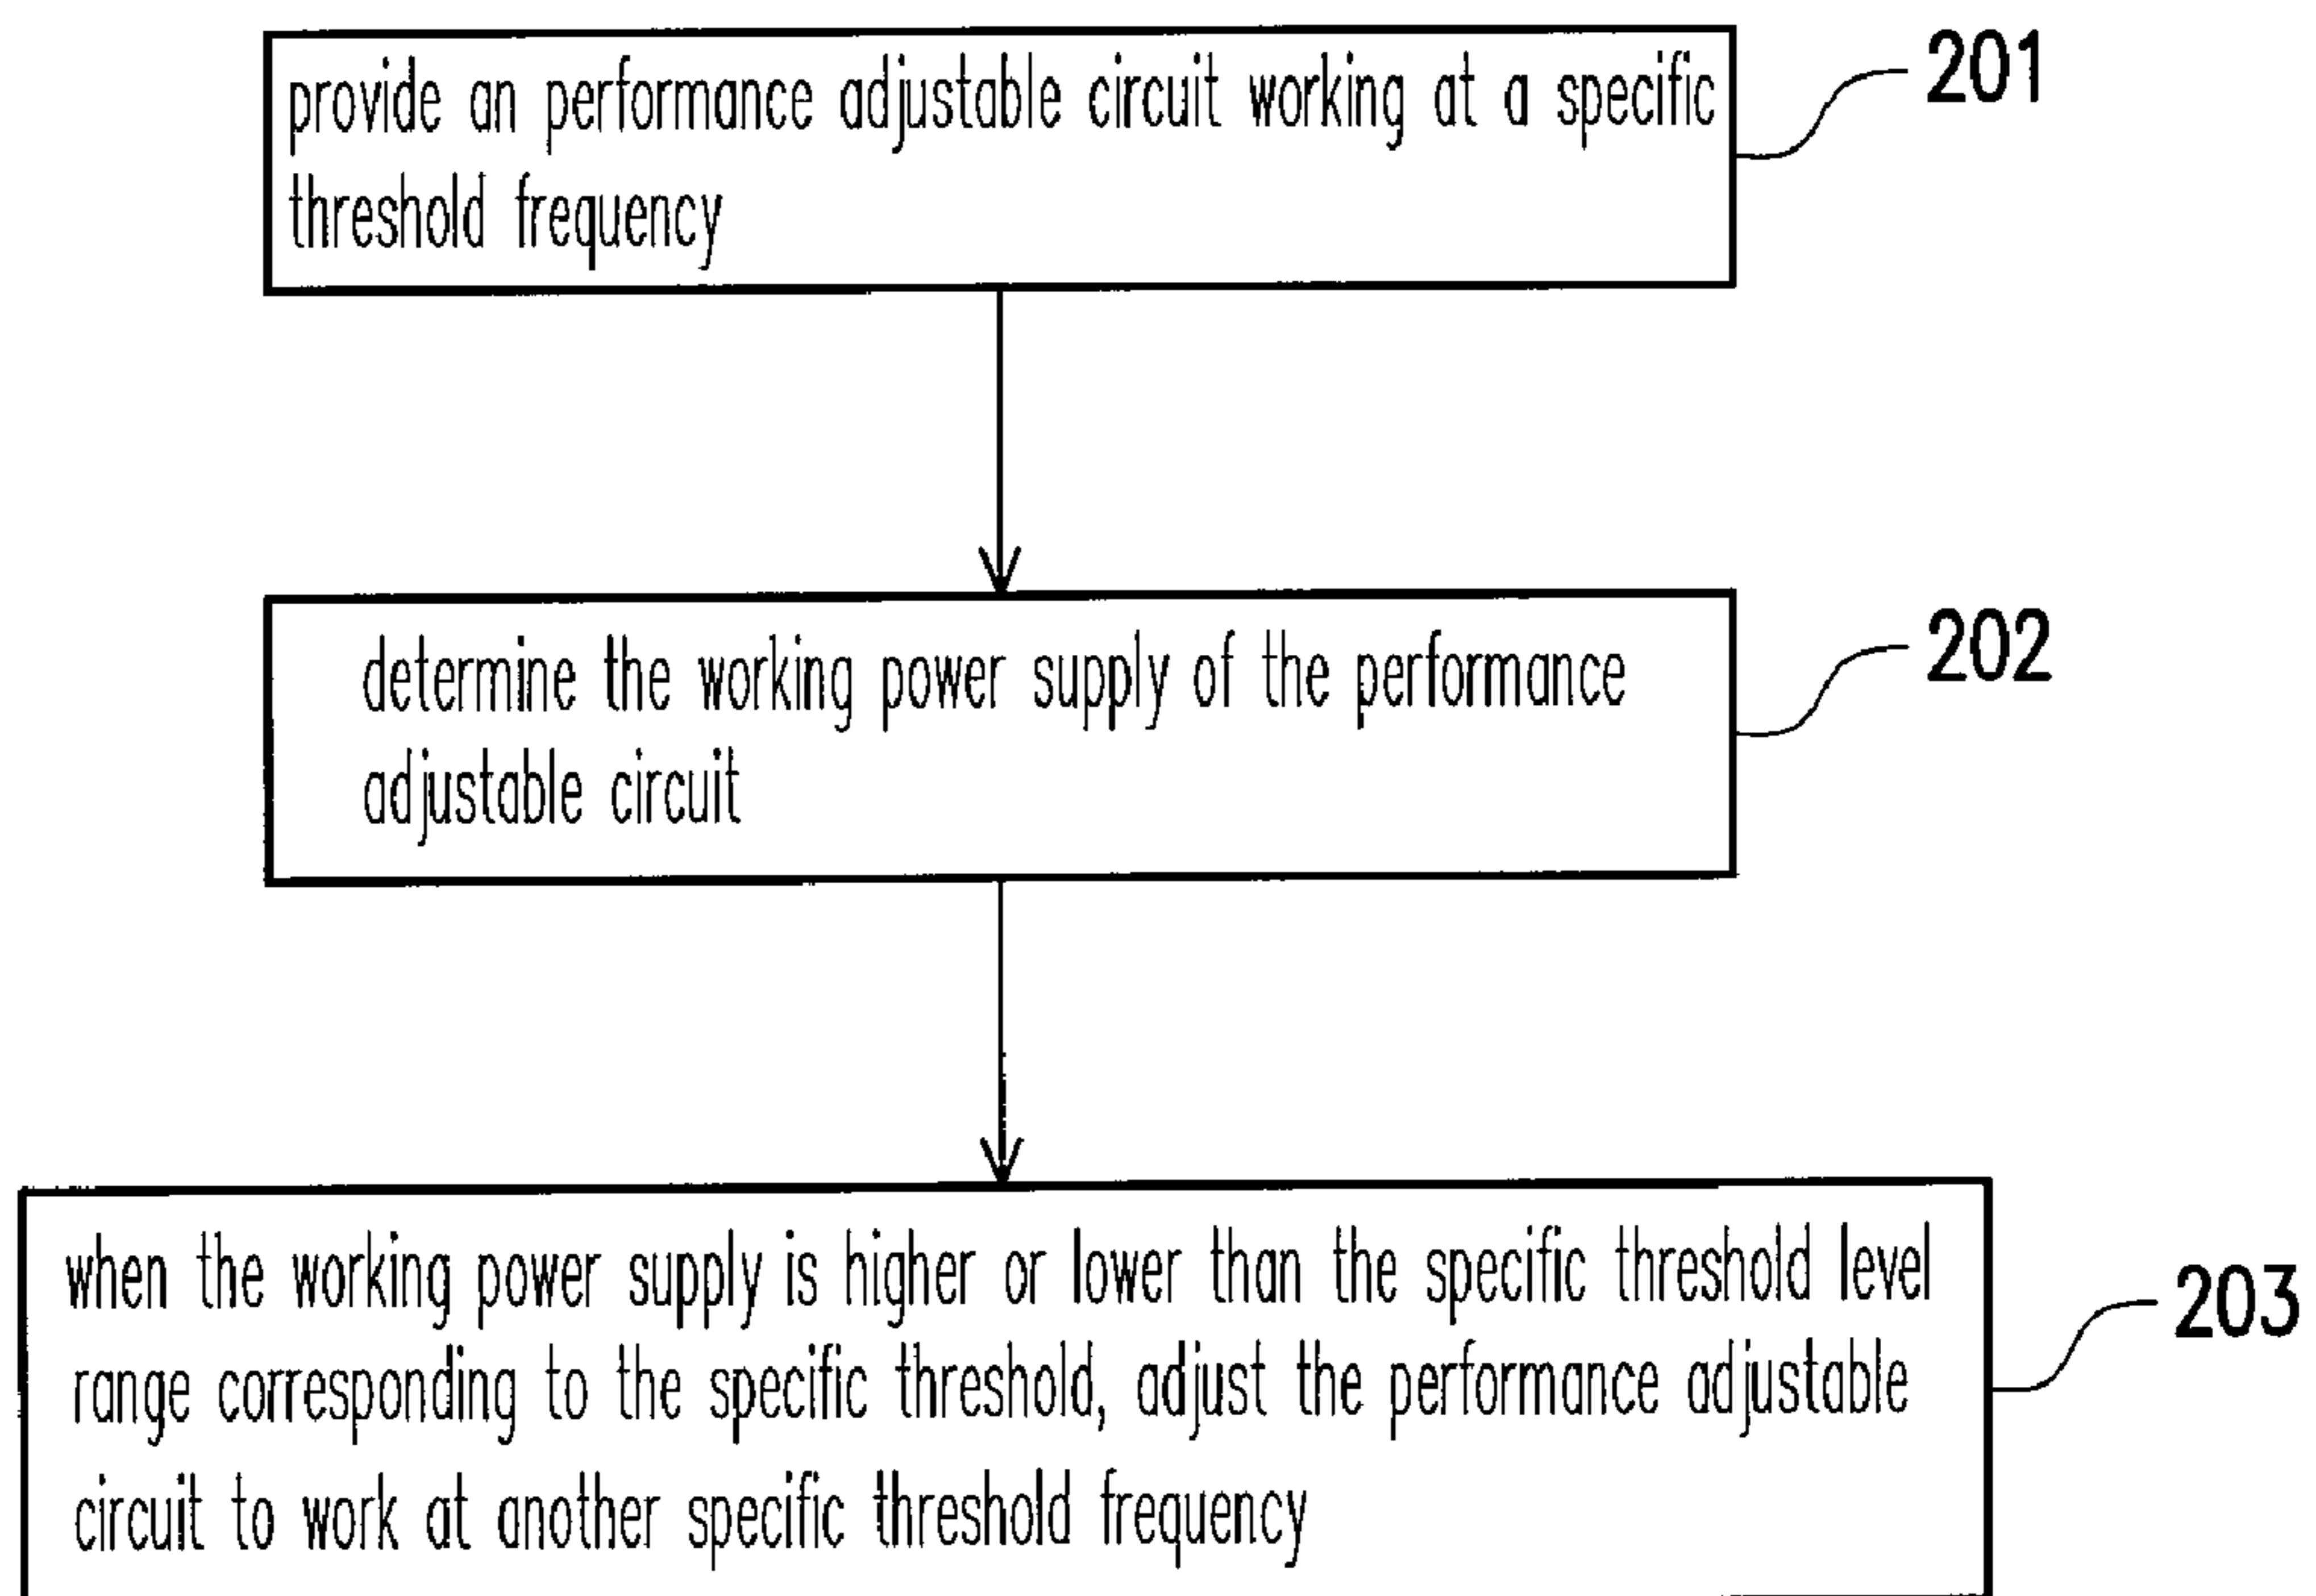 provide an performance adjustable circuit working at a specific
threshold frequency
201
determine the working power supply of the performance
adjustable circuit
202
when the working power supply is higher or lower than the specific threshold level
range corresponding to the specific threshold, adjust the performance adjustable
circuit to work at another specific threshold frequency
203